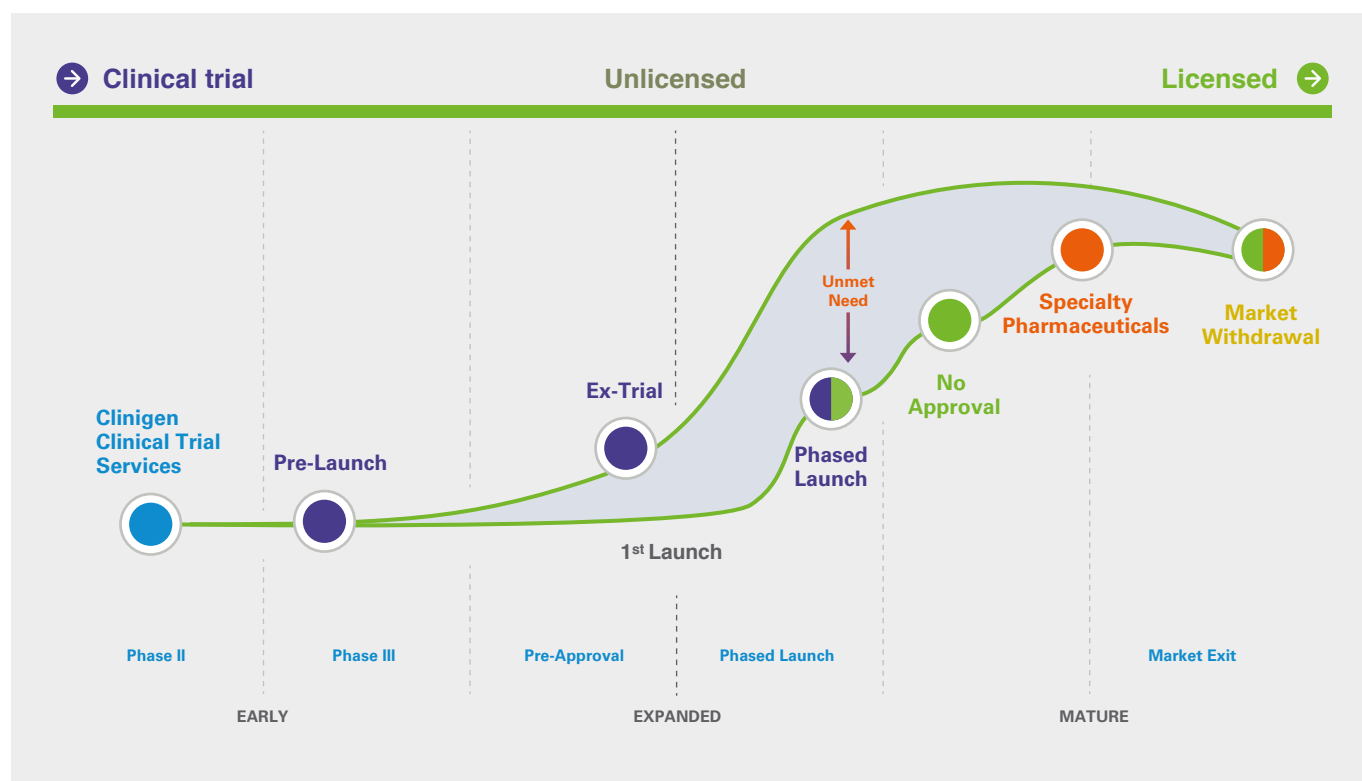 Clinical trial
Unlicensed
Licensed
Unmet
Need
Specialty
Pharmaceuticals
Market
Withdrawal
Ex-Trial
No
Approval
Clinigen
Clinical Trial
Services
Pre-Launch
Phased
Launch
1st Launch
Phase II
Phase III
Pre-Approval
Phased Launch
Market Exit
EARLY
EXPANDED
MATURE